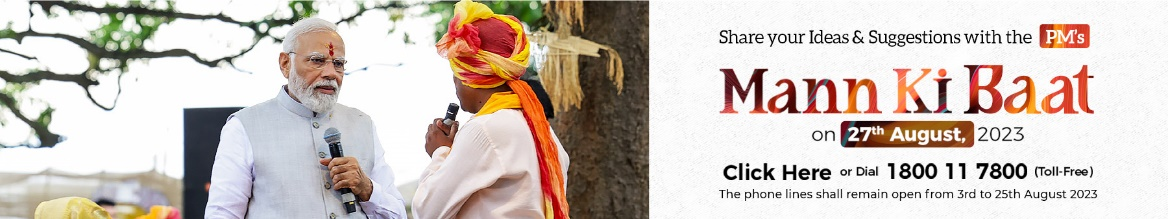 Share your Ideas & Suggestions with the PM's
Mann Ki Baat
on 27th August, 2023
Click Here or Dial 1800 11 7800 (Toll-Free)
The phone lines shall remain open from 3rd to 25th August 2023